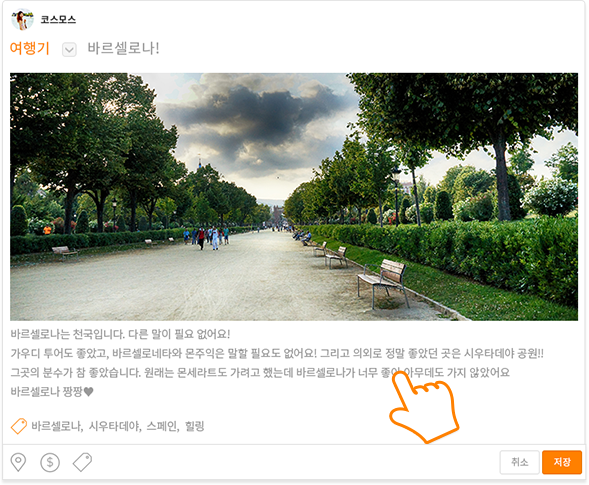 코스모스
여행기 바르셀로나!
바르셀로나는 천국입니다. 다른 말이 필요 없어요!
가우디 투어도 좋았고, 바르셀로네타와 몬주익은 말할 필요도 없어요! 그리고 의외로 정말 좋았던 곳은 시우타데야 공원!!
그곳의 분수가 참 좋았습니다. 원래는 몬세라트도 가려고 했는데 바르셀로나가 너무 좋아 아무데도 가지 않았어요
바르셀로나 짱짱♥
바르셀로나, 시우타데야, 스페인, 힐링
$ 취소 저장